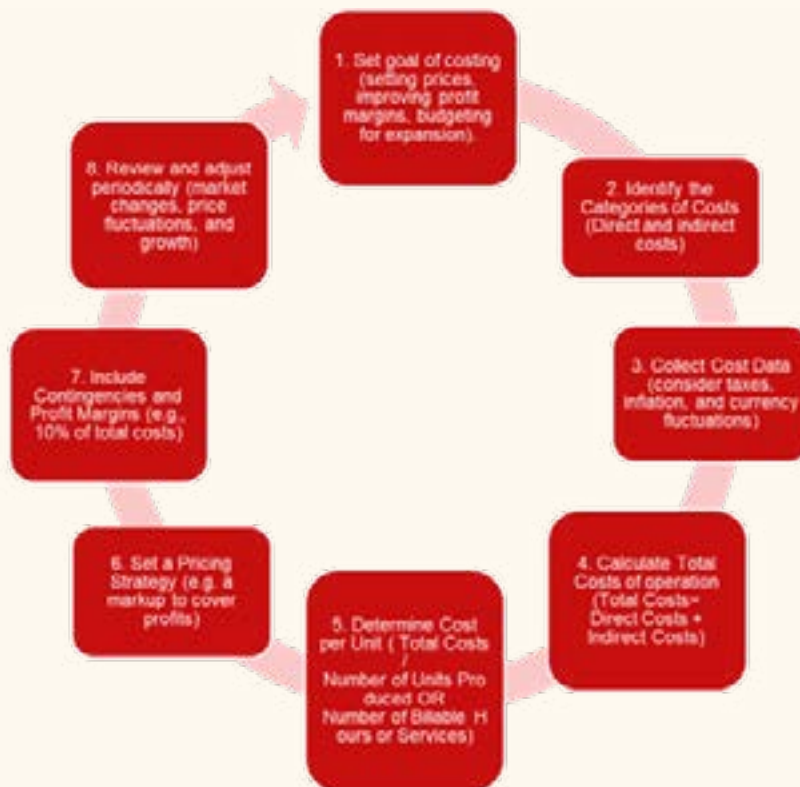 1. Set goal of costing
(setting prices,
improving profit
margins, budgeting
for expansion).
2. Identify the
Categories of Costs
(Direct and indirect
costs)
3. Collect Cost Data
(consider taxes,
inflation, and currency
fluctuations)
4. Calculate Total
Costs of operation
(Total Costs=
Direct Costs +
Indirect Costs)
5. Determine Cost
per Unit ( Total Costs
/
Number of Units Pro
duced OR
Number of Billable H
ours or Services)
6. Set a Pricing
Strategy (e.g. a
markup to cover
profits)
7. Include
Contingencies and
Profit Margins (e.g.,
10% of total costs)
8. Review and adjust
periodically (market
changes, price
fluctuations, and
growth)